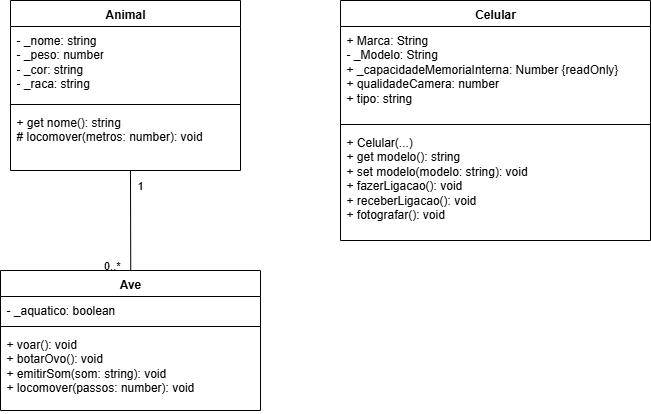 Animal
- _nome: string
- _peso: number
- _cor: string
- _raca: string
+ get nome(): string
# locomover(metros: number): void
1
0..*
Ave
- _aquatico: boolean
+ voar(): void
+ botarOvo(): void
+ emitirSom(som: string): void
+ locomover(passos: number): void
Celular
+ Marca: String
- _Modelo: String
+ _capacidadeMemoriaInterna: Number {readOnly}
+ qualidadeCamera: number
+ tipo: string
+ Celular(...)
+ get modelo(): string
+ set modelo(modelo: string): void
+ fazerLigacao(): void
+ receberLigacao(): void
+ fotografar(): void